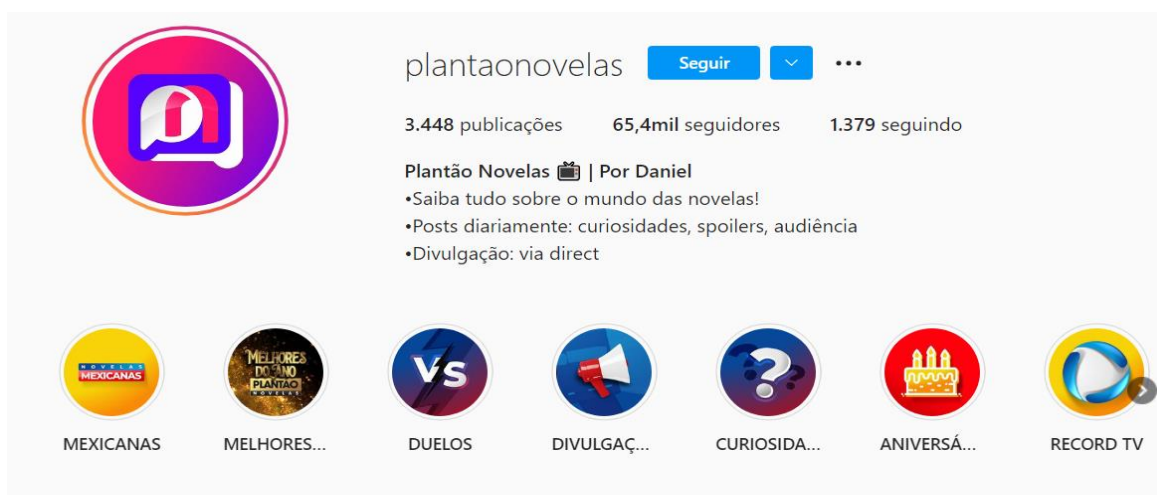 plantaonovelas Seguir
3.448 publicações 65,4mil seguidores 1.379 seguindo
Plantão Novelas 📺 | Por Daniel
•Saiba tudo sobre o mundo das novelas!
•Posts diariamente: curiosidades, spoilers, audiência
•Divulgação: via direct
NOVELAS
MEXICANAS
MELHORES
DO ANO
PLANTÃO
NOVELAS
VS
???
MEXICANAS MELHORES... DUELOS DIVULGAÇ... CURIOSIDA... ANIVERSÁ... RECORD TV